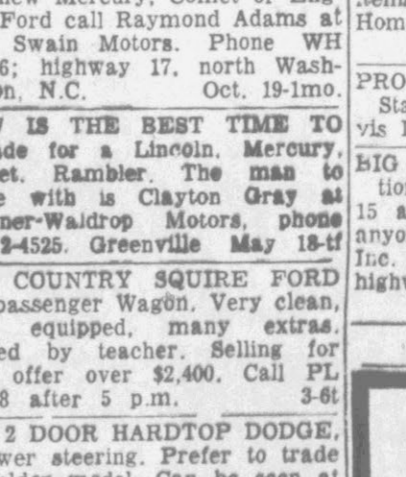 Ford call Raymond Adams at
Swain Motors. Phone WH
6; highway 17, north Wash-
on, N.C. Oct. 19-1mo.
IS THE BEST TIME TO
ade for a Lincoln, Mercury,
et, Rambler. The man to
e with is Clayton Gray at
ner-Waldrop Motors, phone
2-4525. Greenville May 18-tf
COUNTRY SQUIRE FORD
passenger Wagon. Very clean,
equipped, many extras.
ed by teacher. Selling for
offer over $2,400. Call PL
8 after 5 p.m. 3-6t
2 DOOR HARDTOP DODGE,
wer steering. Prefer to trade
Hom
PRO
Sta
vis
BIG
tion
15 a
anyo
Inc.
highw